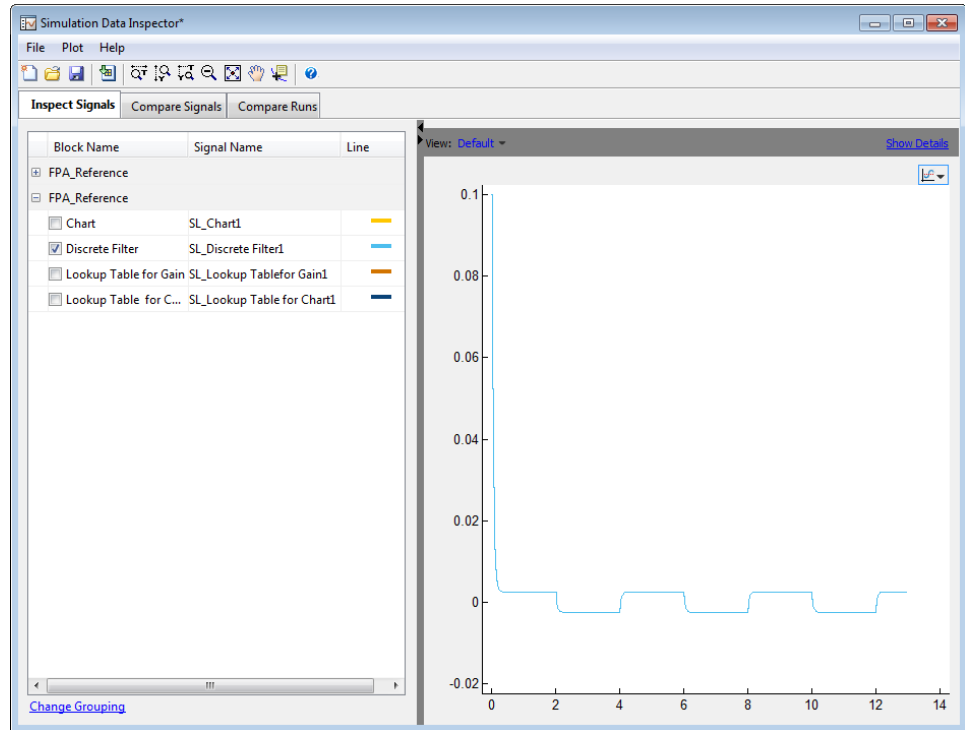 Simulation Data Inspector*
File Plot Help
Inspect Signals Compare Signals Compare Runs
Block Name Signal Name Line
FPA_Reference
FPA_Reference
Chart SL_Chart1
Discrete Filter SL_Discrete Filter1
Lookup Table for Gain SL_Lookup Tablefor Gain1
Lookup Table for C... SL_Lookup Table for Chart1
Change Grouping
View: Default Show Details
0.1
0.08
0.06
0.04
0.02
0
-0.02
0 2 4 6 8 10 12 14